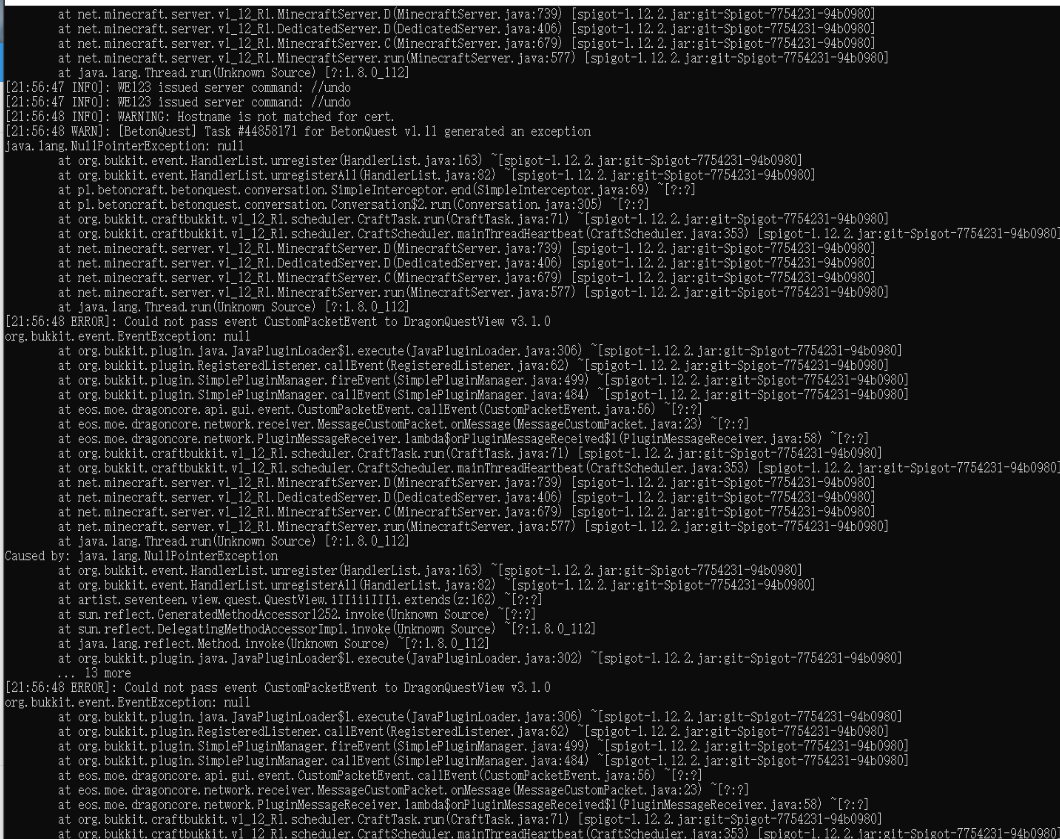 at net.minecraft.server.v1_12_R1.MinecraftServer.D(MinecraftServer.java:739) [spigot-1.12.2.jar:git-Spigot-7754231-94b0980]
at net.minecraft.server.v1_12_R1.DedicatedServer.D(DedicatedServer.java:406) [spigot-1.12.2.jar:git-Spigot-7754231-94b0980]
at net.minecraft.server.v1_12_R1.MinecraftServer.C(MinecraftServer.java:679) [spigot-1.12.2.jar:git-Spigot-7754231-94b0980]
at net.minecraft.server.v1_12_R1.MinecraftServer.run(MinecraftServer.java:577) [spigot-1.12.2.jar:git-Spigot-7754231-94b0980]
at java.lang.Thread.run(Unknown Source) [?:1.8.0_112]
[21:56:47 INFO]: WE123 issued server command: //undo
[21:56:47 INFO]: WE123 issued server command: //undo
[21:56:48 INFO]: WARNING: Hostname is not matched for cert.
[21:56:48 WARN]: [BetonQuest] Task #44858171 for BetonQuest v1.11 generated an exception
java.lang.NullPointerException: null
at org.bukkit.event.HandlerList.unregister(HandlerList.java:163) ~[spigot-1.12.2.jar:git-Spigot-7754231-94b0980]
at org.bukkit.event.HandlerList.unregisterAll(HandlerList.java:82) ~[spigot-1.12.2.jar:git-Spigot-7754231-94b0980]
at pl.betoncraft.betonquest.conversation.SimpleInterceptor.end(SimpleInterceptor.java:69) ~[?:?]
at pl.betoncraft.betonquest.conversation.Conversation$2.run(Conversation.java:305) ~[?:?]
at org.bukkit.craftbukkit.v1_12_R1.scheduler.CraftTask.run(CraftTask.java:71) ~[spigot-1.12.2.jar:git-Spigot-7754231-94b0980]
at org.bukkit.craftbukkit.v1_12_R1.scheduler.CraftScheduler.mainThreadHeartbeat(CraftScheduler.java:353) [spigot-1.12.2.jar:git-Spigot-7754231-94b0980]
at net.minecraft.server.v1_12_R1.MinecraftServer.D(MinecraftServer.java:739) [spigot-1.12.2.jar:git-Spigot-7754231-94b0980]
at net.minecraft.server.v1_12_R1.DedicatedServer.D(DedicatedServer.java:406) [spigot-1.12.2.jar:git-Spigot-7754231-94b0980]
at net.minecraft.server.v1_12_R1.MinecraftServer.C(MinecraftServer.java:679) [spigot-1.12.2.jar:git-Spigot-7754231-94b0980]
at net.minecraft.server.v1_12_R1.MinecraftServer.run(MinecraftServer.java:577) [spigot-1.12.2.jar:git-Spigot-7754231-94b0980]
at java.lang.Thread.run(Unknown Source) [?:1.8.0_112]
[21:56:48 ERROR]: Could not pass event CustomPacketEvent to DragonQuestView v3.1.0
org.bukkit.event.EventException: null
at org.bukkit.plugin.java.JavaPluginLoader$1.execute(JavaPluginLoader.java:306) ~[spigot-1.12.2.jar:git-Spigot-7754231-94b0980]
at org.bukkit.plugin.RegisteredListener.callEvent(RegisteredListener.java:62) ~[spigot-1.12.2.jar:git-Spigot-7754231-94b0980]
at org.bukkit.plugin.SimplePluginManager.fireEvent(SimplePluginManager.java:499) ~[spigot-1.12.2.jar:git-Spigot-7754231-94b0980]
at org.bukkit.plugin.SimplePluginManager.callEvent(SimplePluginManager.java:484) ~[spigot-1.12.2.jar:git-Spigot-7754231-94b0980]
at eos.moe.dragoncore.api.gui.event.CustomPacketEvent.callEvent(CustomPacketEvent.java:56) ~[?:?]
at eos.moe.dragoncore.network.receiver.MessageCustomPacket.onMessage(MessageCustomPacket.java:23) ~[?:?]
at eos.moe.dragoncore.network.PluginMessageReceiver.lambda$onPluginMessageReceived$1(PluginMessageReceiver.java:58) ~[?:?]
at org.bukkit.craftbukkit.v1_12_R1.scheduler.CraftTask.run(CraftTask.java:71) [spigot-1.12.2.jar:git-Spigot-7754231-94b0980]
at org.bukkit.craftbukkit.v1_12_R1.scheduler.CraftScheduler.mainThreadHeartbeat(CraftScheduler.java:353) [spigot-1.12.2.jar:git-Spigot-7754231-94b0980]
at net.minecraft.server.v1_12_R1.MinecraftServer.D(MinecraftServer.java:739) [spigot-1.12.2.jar:git-Spigot-7754231-94b0980]
at net.minecraft.server.v1_12_R1.DedicatedServer.D(DedicatedServer.java:406) [spigot-1.12.2.jar:git-Spigot-7754231-94b0980]
at net.minecraft.server.v1_12_R1.MinecraftServer.C(MinecraftServer.java:679) [spigot-1.12.2.jar:git-Spigot-7754231-94b0980]
at net.minecraft.server.v1_12_R1.MinecraftServer.run(MinecraftServer.java:577) [spigot-1.12.2.jar:git-Spigot-7754231-94b0980]
at java.lang.Thread.run(Unknown Source) [?:1.8.0_112]
Caused by: java.lang.NullPointerException
at org.bukkit.event.HandlerList.unregister(HandlerList.java:163) ~[spigot-1.12.2.jar:git-Spigot-7754231-94b0980]
at org.bukkit.event.HandlerList.unregisterAll(HandlerList.java:82) ~[spigot-1.12.2.jar:git-Spigot-7754231-94b0980]
at artist.seventeen.view.quest.QuestView.iIIiiIIIi.extends(z:162) ~[?:?]
at sun.reflect.GeneratedMethodAccessor1252.invoke(Unknown Source) ~[?:?]
at sun.reflect.DelegatingMethodAccessorImpl.invoke(Unknown Source) ~[?:1.8.0_112]
at java.lang.reflect.Method.invoke(Unknown Source) ~[?:1.8.0_112]
at org.bukkit.plugin.java.JavaPluginLoader$1.execute(JavaPluginLoader.java:302) ~[spigot-1.12.2.jar:git-Spigot-7754231-94b0980]
... 13 more
[21:56:48 ERROR]: Could not pass event CustomPacketEvent to DragonQuestView v3.1.0
org.bukkit.event.EventException: null
at org.bukkit.plugin.java.JavaPluginLoader$1.execute(JavaPluginLoader.java:306) ~[spigot-1.12.2.jar:git-Spigot-7754231-94b0980]
at org.bukkit.plugin.RegisteredListener.callEvent(RegisteredListener.java:62) ~[spigot-1.12.2.jar:git-Spigot-7754231-94b0980]
at org.bukkit.plugin.SimplePluginManager.fireEvent(SimplePluginManager.java:499) ~[spigot-1.12.2.jar:git-Spigot-7754231-94b0980]
at org.bukkit.plugin.SimplePluginManager.callEvent(SimplePluginManager.java:484) ~[spigot-1.12.2.jar:git-Spigot-7754231-94b0980]
at eos.moe.dragoncore.api.gui.event.CustomPacketEvent.callEvent(CustomPacketEvent.java:56) ~[?:?]
at eos.moe.dragoncore.network.receiver.MessageCustomPacket.onMessage(MessageCustomPacket.java:23) ~[?:?]
at eos.moe.dragoncore.network.PluginMessageReceiver.lambda$onPluginMessageReceived$1(PluginMessageReceiver.java:58) ~[?:?]
at org.bukkit.craftbukkit.v1_12_R1.scheduler.CraftTask.run(CraftTask.java:71) [spigot-1.12.2.jar:git-Spigot-7754231-94b0980]
at org.bukkit.craftbukkit.v1_12_R1.scheduler.CraftScheduler.mainThreadHeartbeat(CraftScheduler.java:353) [spigot-1.12.2.jar:git-Spigot-7754231-94b0980]